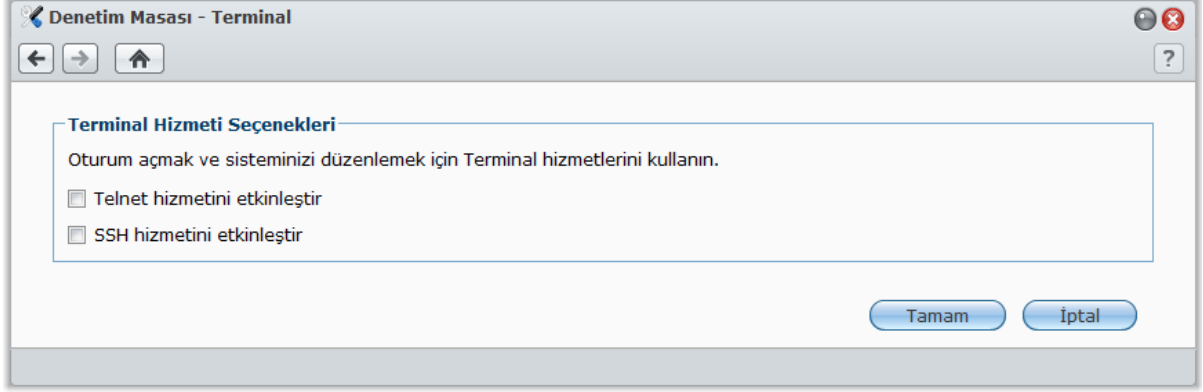 Denetim Masası - Terminal
?
Terminal Hizmeti Seçenekleri
Oturum açmak ve sisteminizi düzenlemek için Terminal hizmetlerini kullanın.
Telnet hizmetini etkinleştir
SSH hizmetini etkinleştir
Tamam İptal